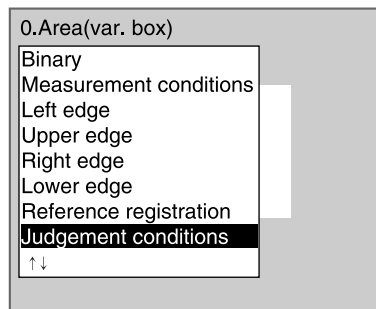 0.Area(var. box)
Binary
Measurement conditions
Left edge
Upper edge
Right edge
Lower edge
Reference registration
Judgement conditions
↑↓